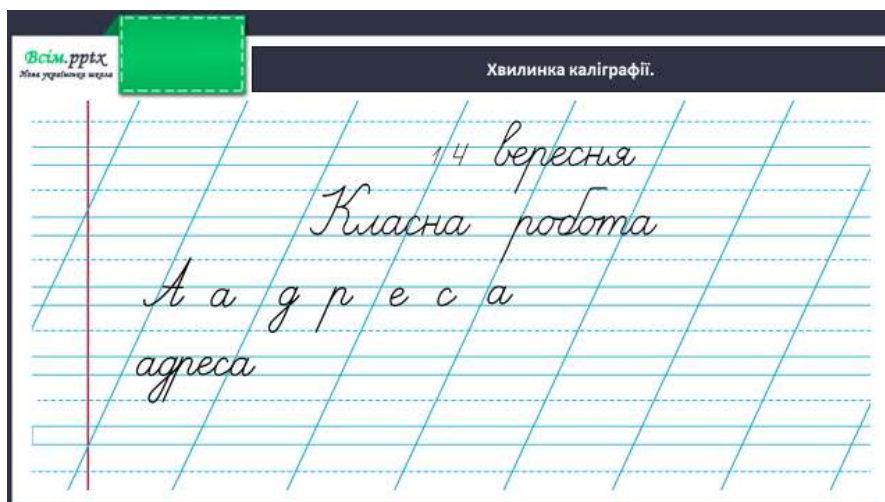 Всім.pptx
Нова українська школа
Хвилинка каліграфії.
14 вересня
Класна робота
А а д р е с а
адреса